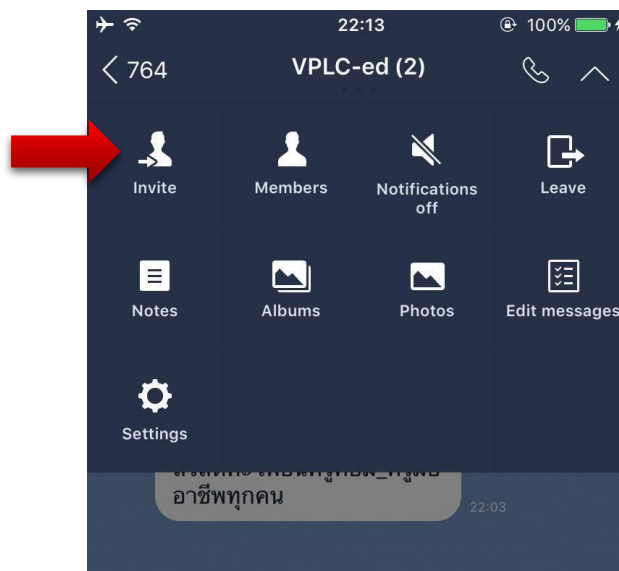 22:13
100%
764
VPLC-ed (2)
Invite
Members
Notifications
off
Leave
Notes
Albums
Photos
Edit messages
Settings
อาชีพทุกคน
22:03